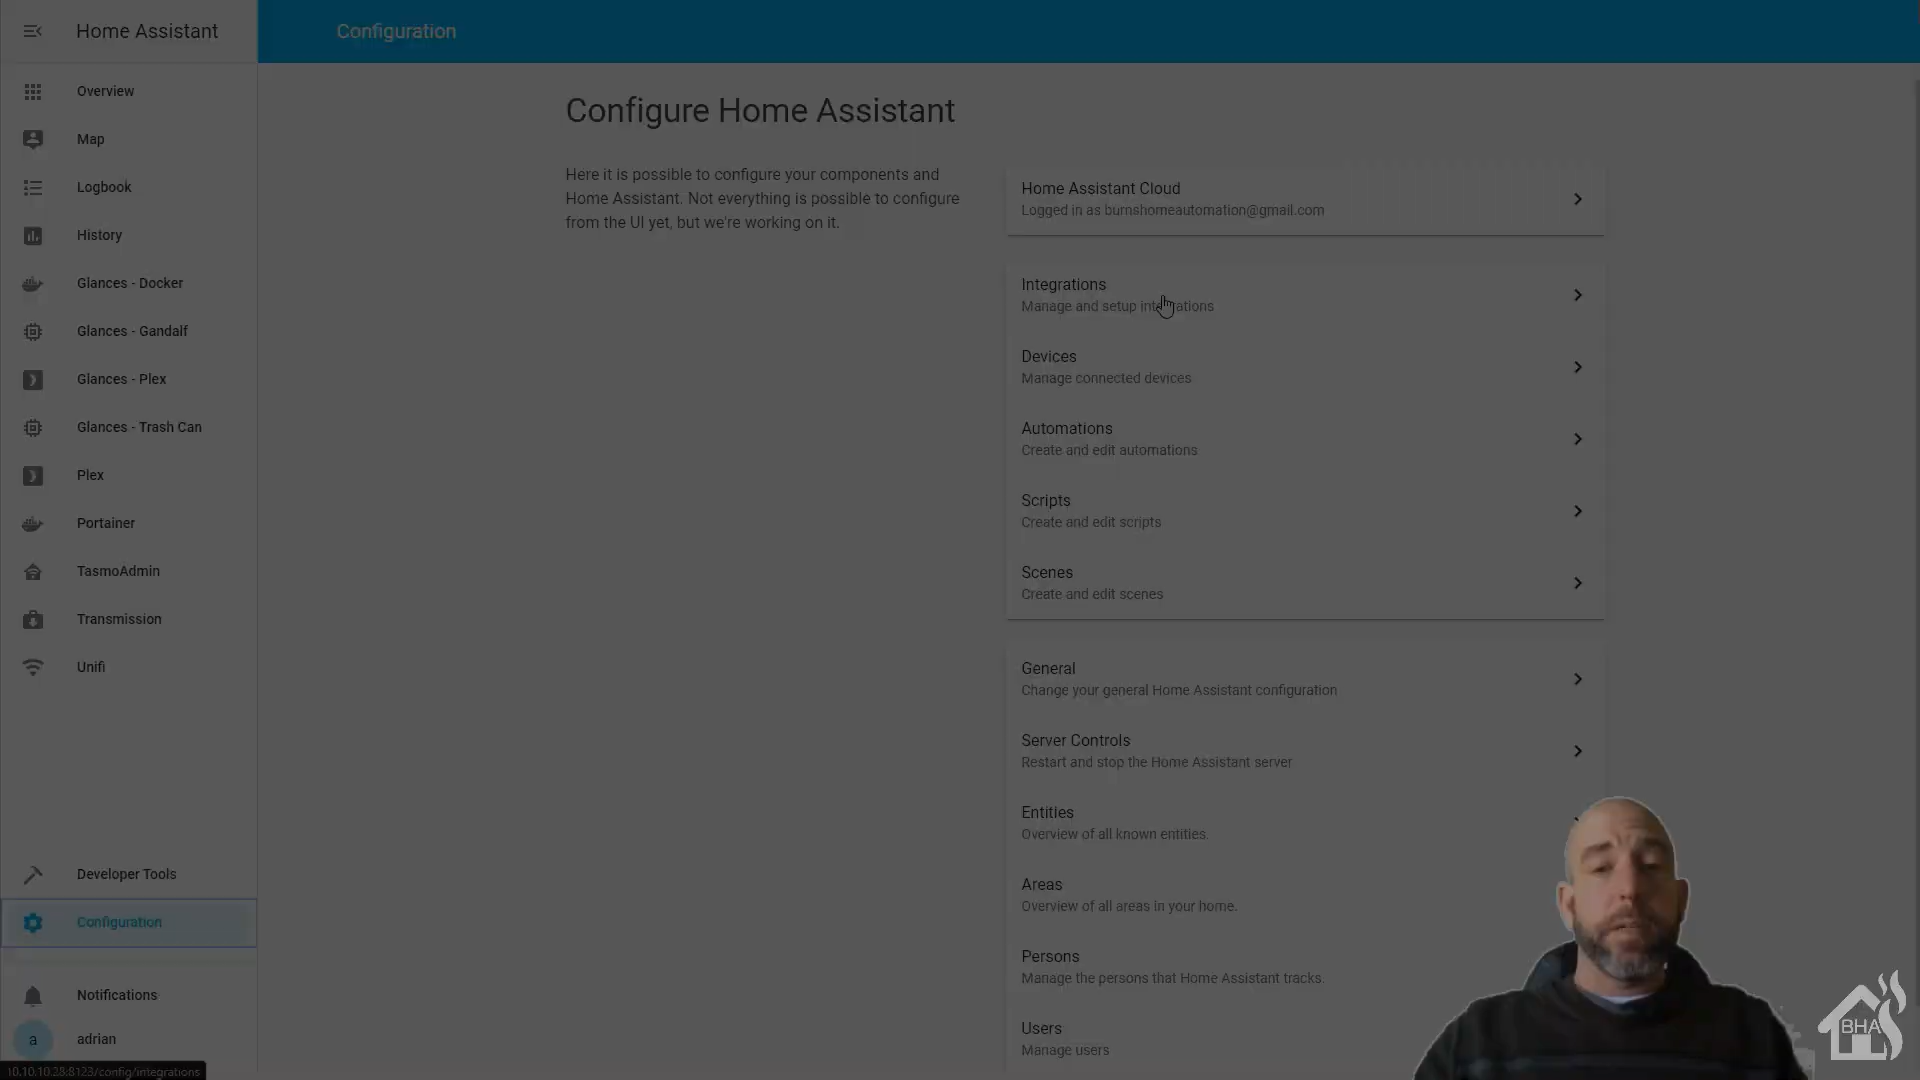 Home Assistant
Configuration
Overview
Map
Logbook
History
Glances - Docker
Glances - Gandalf
Glances - Plex
Glances - Trash Can
Plex
Portainer
TasmoAdmin
Transmission
Unifi
Developer Tools
Configuration
Notifications
a
adrian
10.10.10.28:8123/config/integrations
Configure Home Assistant
Here it is possible to configure your components and
Home Assistant. Not everything is possible to configure
from the UI yet, but we're working on it.
Home Assistant Cloud
Logged in as burnshomeautomation@gmail.com
Integrations
Manage and setup integrations
Devices
Manage connected devices
Automations
Create and edit automations
Scripts
Create and edit scripts
Scenes
Create and edit scenes
General
Change your general Home Assistant configuration
Server Controls
Restart and stop the Home Assistant server
Entities
Overview of all known entities.
Areas
Overview of all areas in your home.
Persons
Manage the persons that Home Assistant tracks.
Users
Manage users
BHA